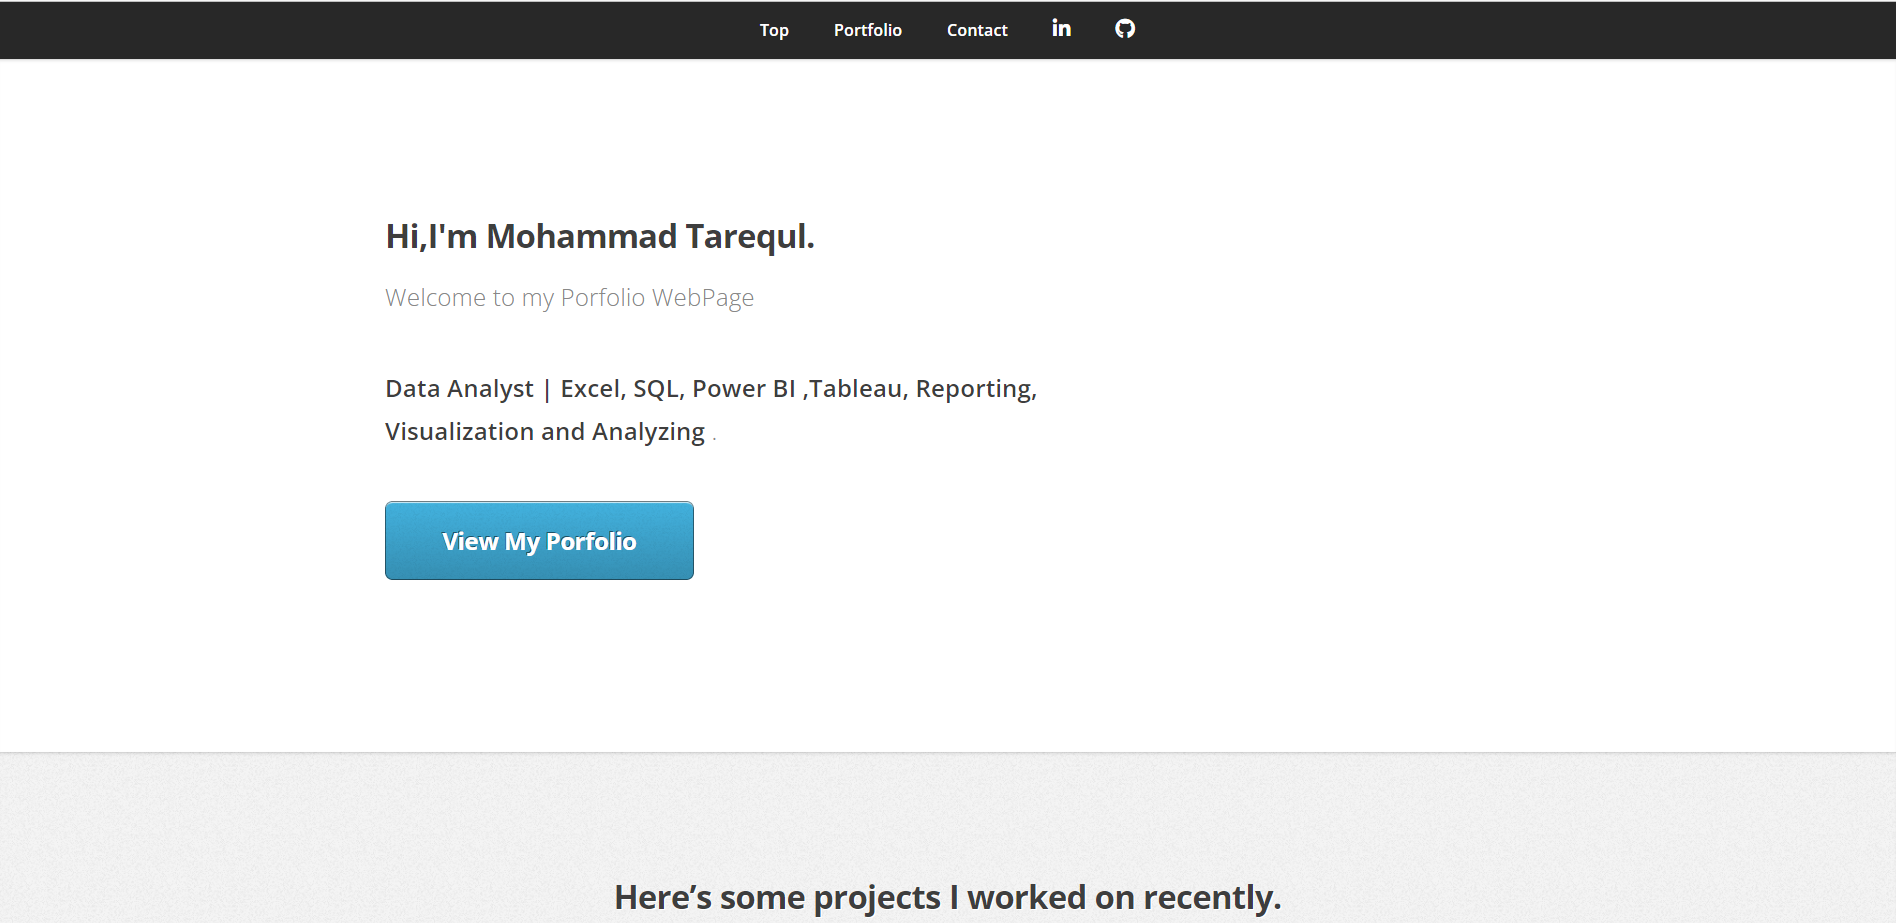 Top Portfolio Contact in
Hi,I'm Mohammad Tarequl.
Welcome to my Porfolio WebPage
Data Analyst | Excel, SQL, Power BI ,Tableau, Reporting,
Visualization and Analyzing .
View My Porfolio
Here’s some projects I worked on recently.